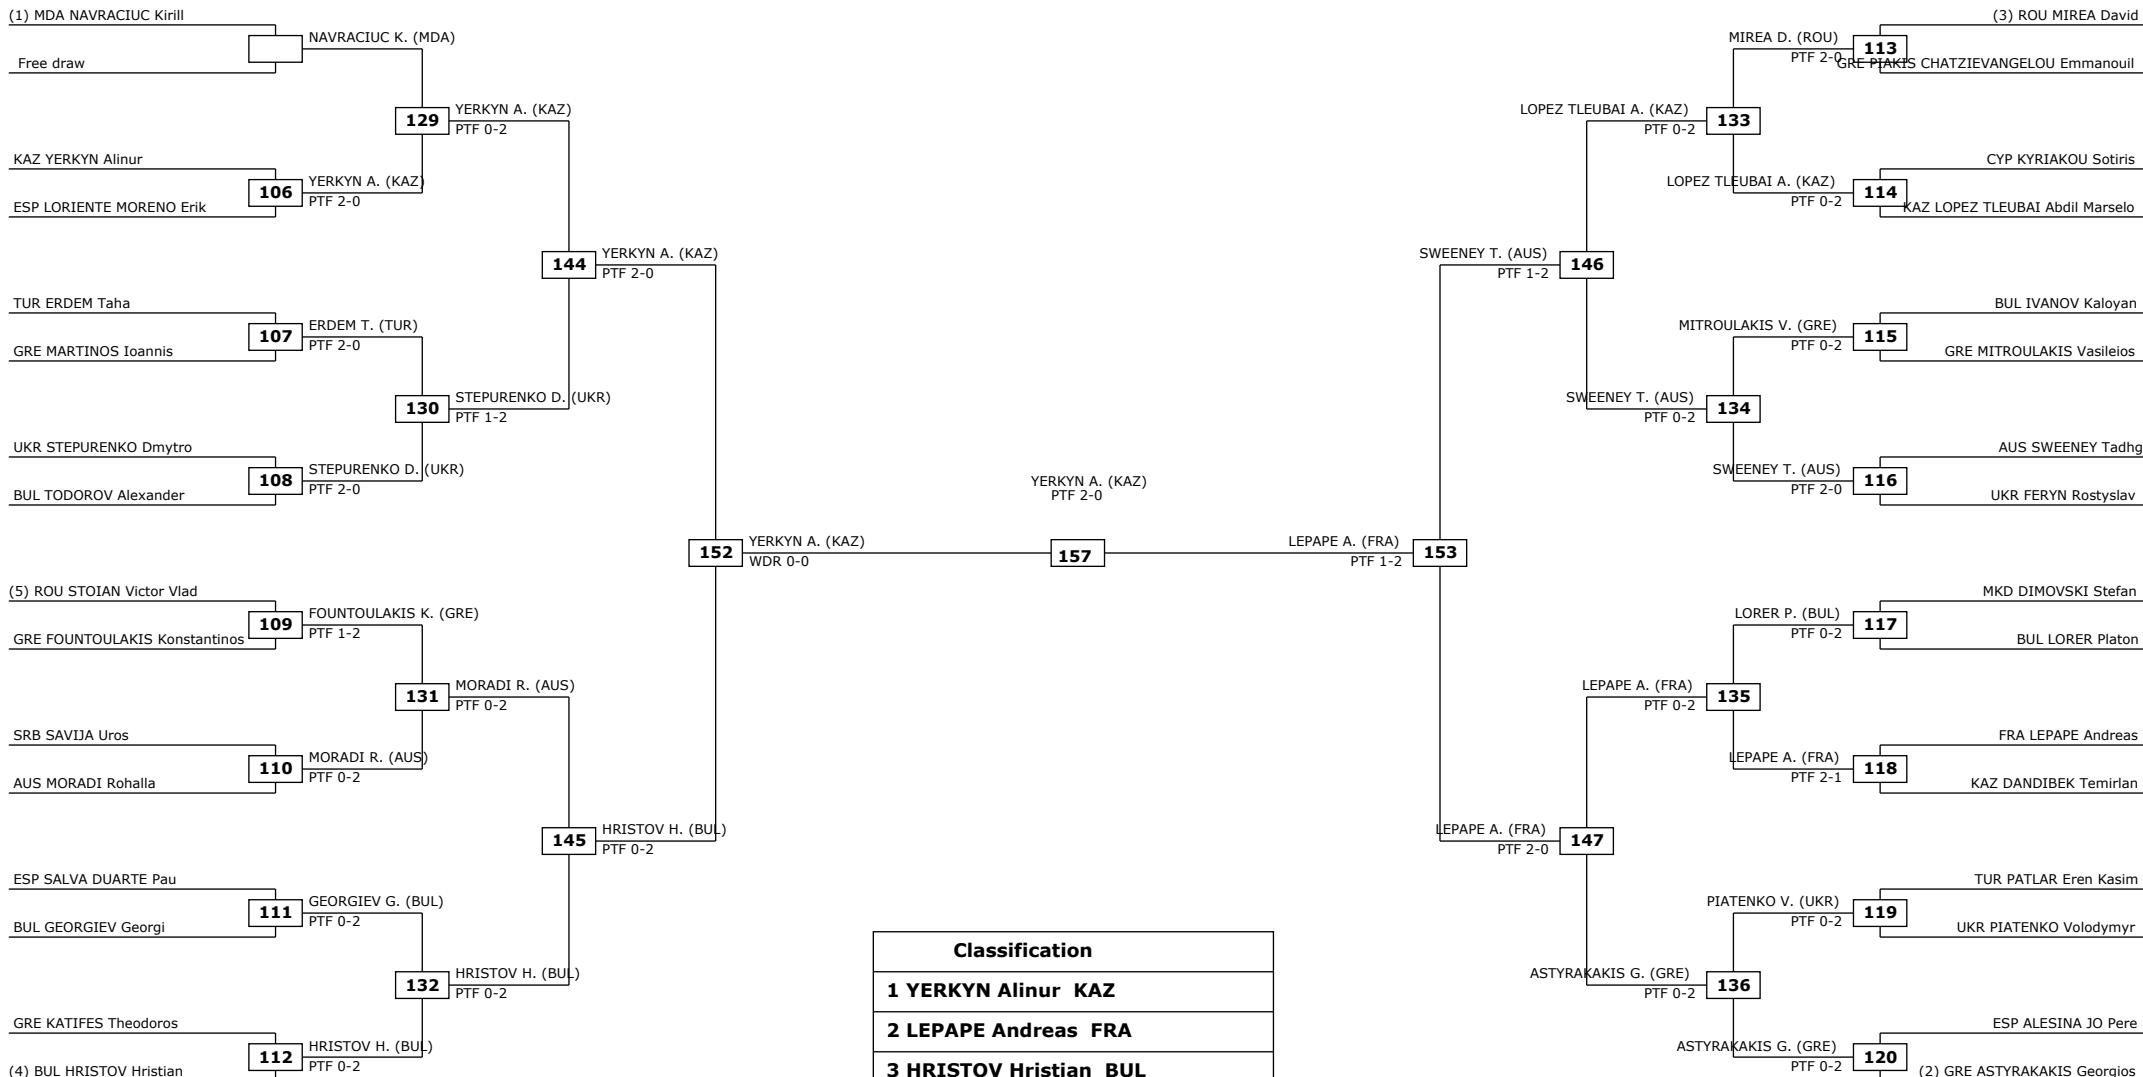 (1) MDA NAVRACIUC Kirill
Free draw
NAVRACIUC K. (MDA)
129
YERKYN A. (KAZ)
PTF 0-2
KAZ YERKYN Alinur
106
YERKYN A. (KAZ)
PTF 2-0
ESP LORIENTE MORENO Erik
144
YERKYN A. (KAZ)
PTF 2-0
TUR ERDEM Taha
107
ERDEM T. (TUR)
PTF 2-0
GRE MARTINOS Ioannis
130
STEPURENKO D. (UKR)
PTF 1-2
UKR STEPURENKO Dmytro
108
STEPURENKO D. (UKR)
PTF 2-0
BUL TODOROV Alexander
152
YERKYN A. (KAZ)
WDR 0-0
(5) ROU STOIAN Victor Vlad
109
FOUNTOULAKIS K. (GRE)
PTF 1-2
GRE FOUNTOULAKIS Konstantinos
131
MORADI R. (AUS)
PTF 0-2
SRB SAVIJA Uros
110
MORADI R. (AUS)
PTF 0-2
AUS MORADI Rohalla
145
HRISTOV H. (BUL)
PTF 0-2
ESP SALVA DUARTE Pau
111
GEORGIEV G. (BUL)
PTF 0-2
BUL GEORGIEV Georgi
132
HRISTOV H. (BUL)
PTF 0-2
GRE KATIFES Theodoros
112
HRISTOV H. (BUL)
PTF 0-2
(4) BUL HRISTOV Hristian
YERKYN A. (KAZ)
PTF 2-0
157
Classification
1 YERKYN Alinur KAZ
2 LEPAPE Andreas FRA
3 HRISTOV Hristian BUL
(3) ROU MIREA David
MIREA D. (ROU)
PTF 2-0
113
GRE PIAKIS CHATZIEVANGELOU Emmanouil
LOPEZ TLEUBAI A. (KAZ)
PTF 0-2
133
CYP KYRIAKOU Sotiris
LOPEZ TLEUBAI A. (KAZ)
PTF 0-2
114
KAZ LOPEZ TLEUBAI Abdil Marselo
SWEENEY T. (AUS)
PTF 1-2
146
BUL IVANOV Kaloyan
MITROULAKIS V. (GRE)
PTF 0-2
115
GRE MITROULAKIS Vasileios
SWEENEY T. (AUS)
PTF 0-2
134
AUS SWEENEY Tadhg
SWEENEY T. (AUS)
PTF 2-0
116
UKR FERYN Rostyslav
LEPAPE A. (FRA)
PTF 1-2
153
MKD DIMOVSKI Stefan
LORER P. (BUL)
PTF 0-2
117
BUL LORER Platon
LEPAPE A. (FRA)
PTF 0-2
135
FRA LEPAPE Andreas
LEPAPE A. (FRA)
PTF 2-1
118
KAZ DANDIBEK Temirlan
LEPAPE A. (FRA)
PTF 2-0
147
TUR PATLAR Eren Kasim
PIATENKO V. (UKR)
PTF 0-2
119
UKR PIATENKO Volodymyr
ASTYRAKAKIS G. (GRE)
PTF 0-2
136
ESP ALESINA JO Pere
ASTYRAKAKIS G. (GRE)
PTF 0-2
120
(2) GRE ASTYRAKAKIS Georgios